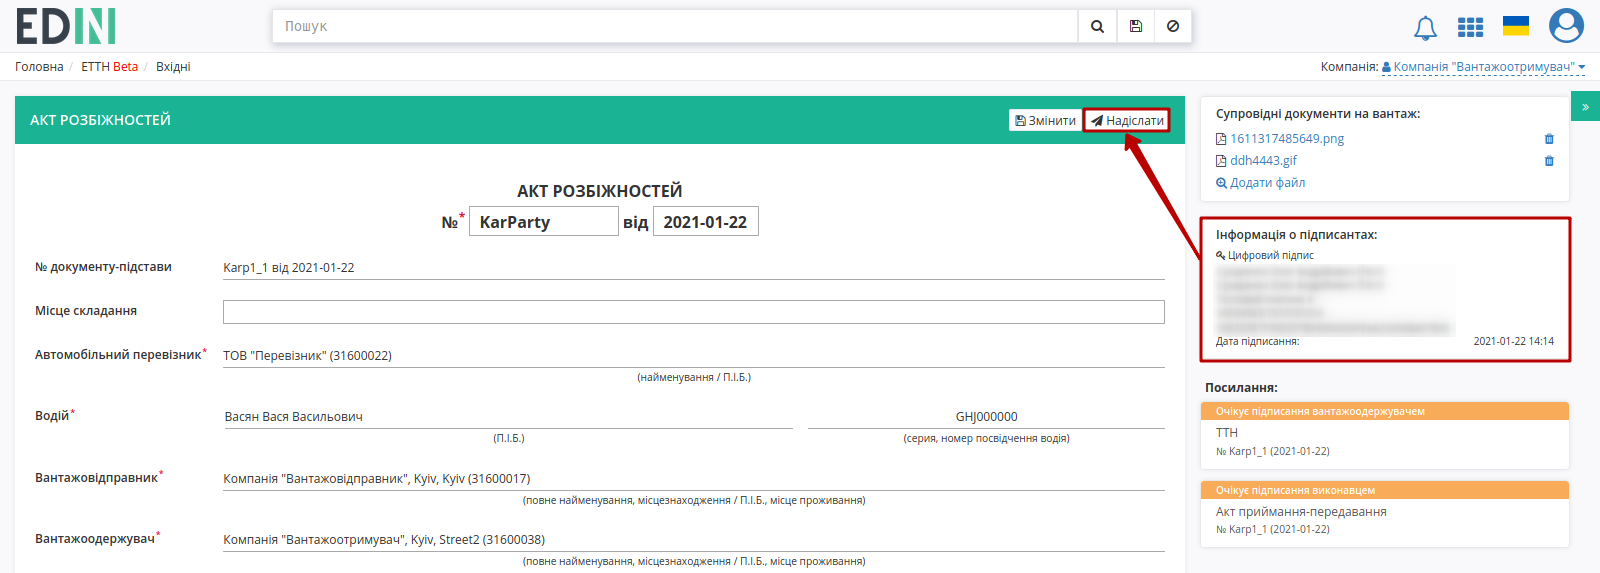 EDIN
Пошук
Головна / ЕТТН Beta / Вхідні
Компанія: Компанія "Вантажоотримувач"
АКТ РОЗБІЖНОСТЕЙ
Змінити
Надіслати
АКТ РОЗБІЖНОСТЕЙ
№* KarParty від 2021-01-22
№ документу-підстави Karp1_1 від 2021-01-22
Місце складання
Автомобільний перевізник* ТОВ "Перевізник" (31600022)
(найменування / П.І.Б.)
Водій* Васян Вася Васильович GHJ000000
(П.І.Б.) (серия, номер посвідчення водія)
Вантажовідправник* Компанія "Вантажовідправник", Kyiv, Kyiv (31600017)
(повне найменування, місцезнаходження / П.І.Б., місце проживання)
Вантажоодержувач* Компанія "Вантажоотримувач", Kyiv, Street2 (31600038)
(повне найменування, місцезнаходження / П.І.Б., місце проживання)
»
Супровідні документи на вантаж:
1611317485649.png
ddh4443.gif
Додати файл
Інформація о підписантах:
Цифровий підпис
Дата підписання: 2021-01-22 14:14
Посилання:
Очікує підписання вантажоодержувачем
ТТН
№ Karp1_1 (2021-01-22)
Очікує підписання виконавцем
Акт приймання-передавання
№ Karp1_1 (2021-01-22)